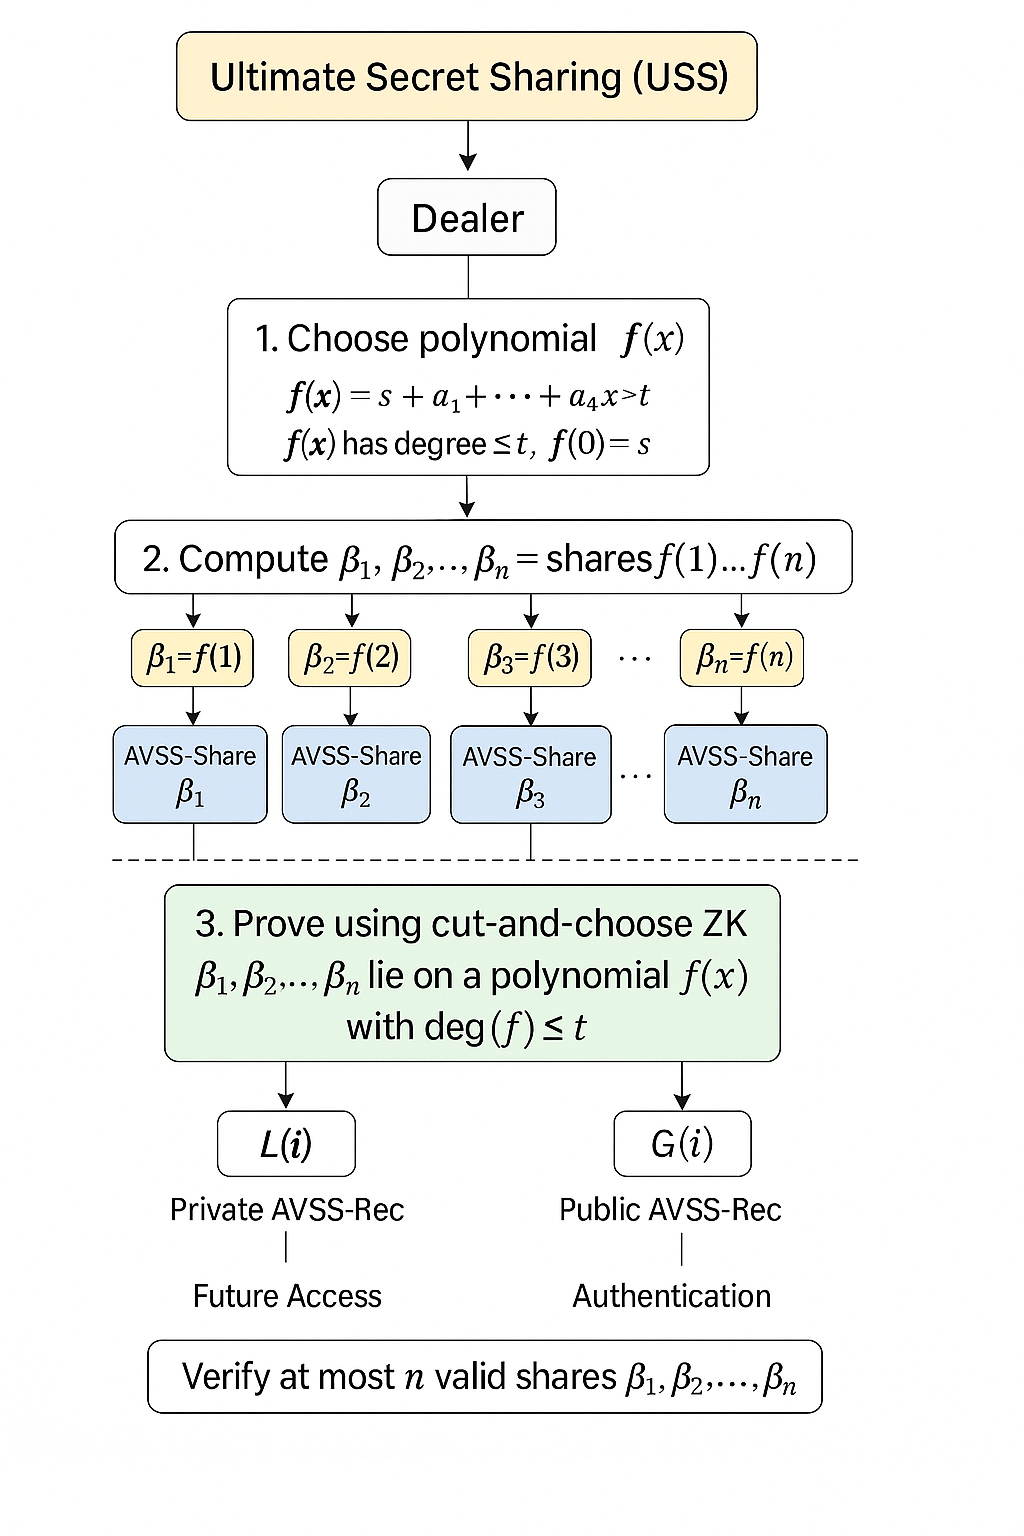 Ultimate Secret Sharing (USS)
Dealer
1. Choose polynomial f(x)
f(x) = s + a₁+⋯+ a₄x>t
f(x) has degree ≤ t, f(0)= s
2. Compute β₁, β₂,..., βₙ = shares f(1)...f(n)
β₁=f(1) β₂=f(2) β₃=f(3) ... βₙ=f(n)
AVSS-Share AVSS-Share AVSS-Share AVSS-Share
β₁ β₂ β₃ ... βₙ
3. Prove using cut-and-choose ZK
β₁, β₂,..., βₙ lie on a polynomial f(x)
with deg(f) ≤ t
L(i) G(i)
Private AVSS-Rec Public AVSS-Rec
Future Access Authentication
Verify at most n valid shares β₁, β₂,..., βₙ